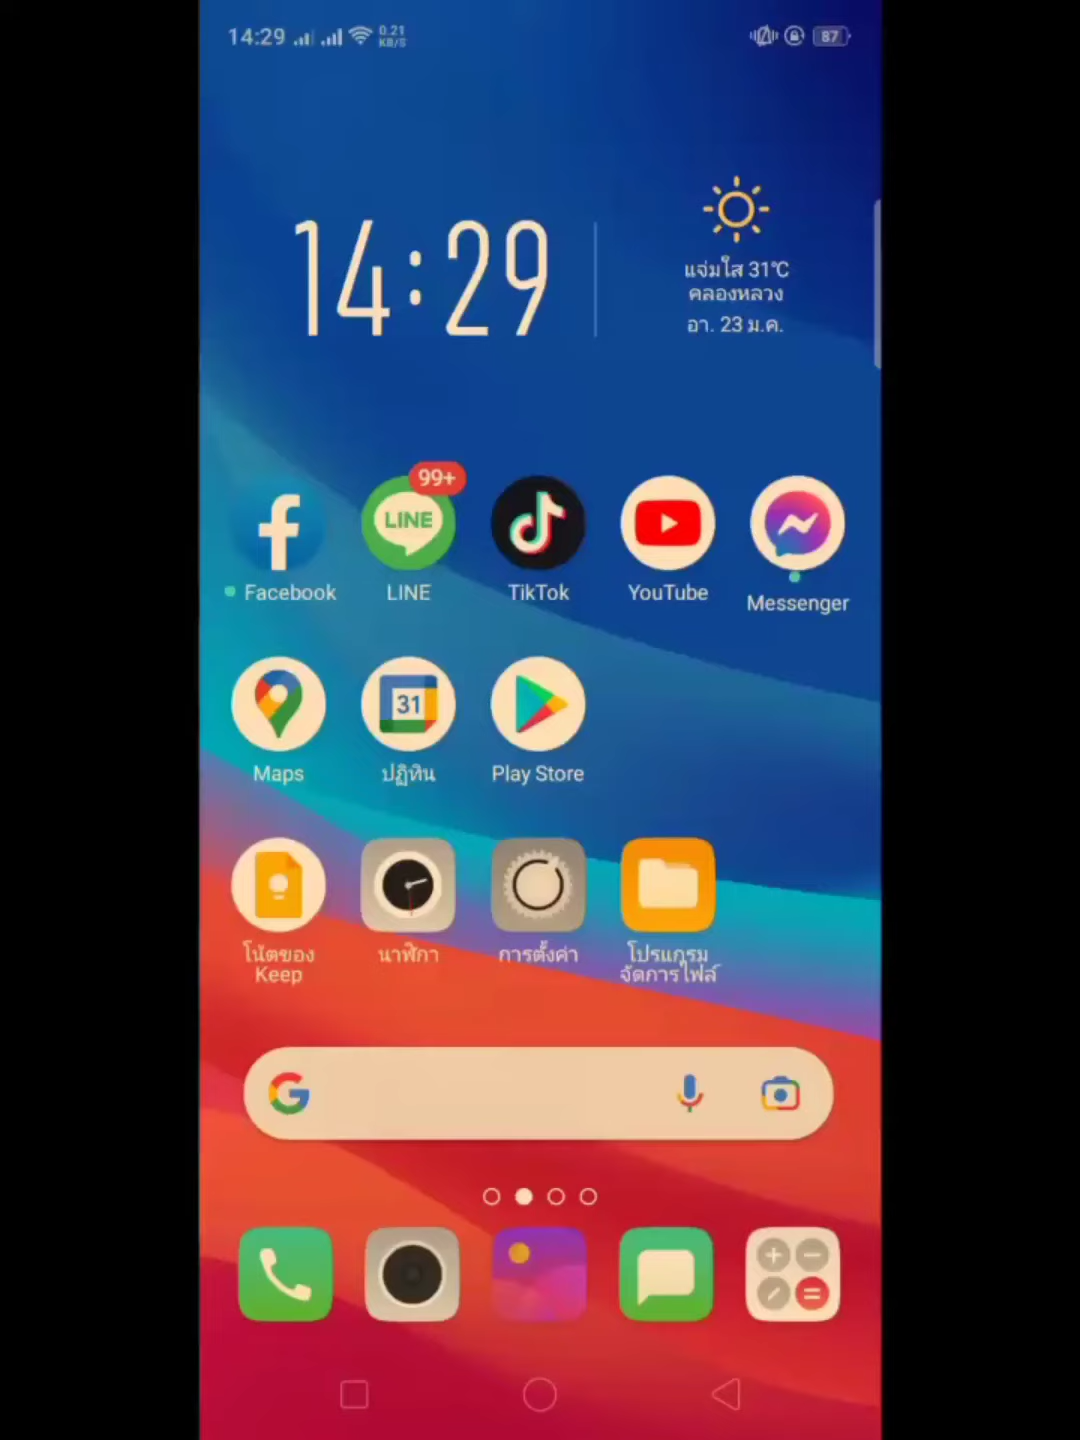 14:29 0.21 KB/S 87
14:29
แจ่มใส 31°C
คลองหลวง
อา. 23 ม.ค.
99+
LINE
Facebook LINE TikTok YouTube Messenger
31
Maps ปฏิทิน Play Store
โน้ตของ Keep
นาฬิกา
การตั้งค่า
โปรแกรม จัดการไฟล์